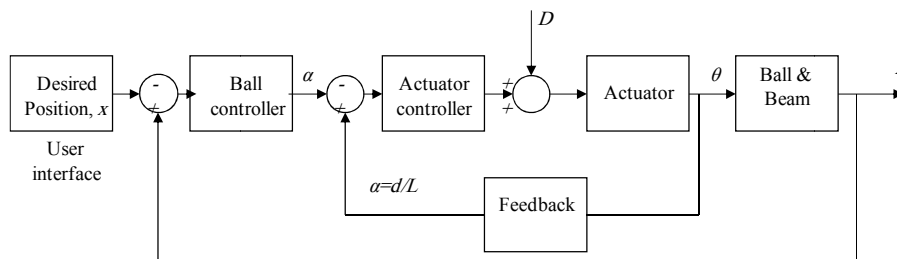 D
Desired
Position, x
-
+
Ball
controller
α
-
+
Actuator
controller
+
+
Actuator
θ
Ball &
Beam
User
interface
α=d/L
Feedback